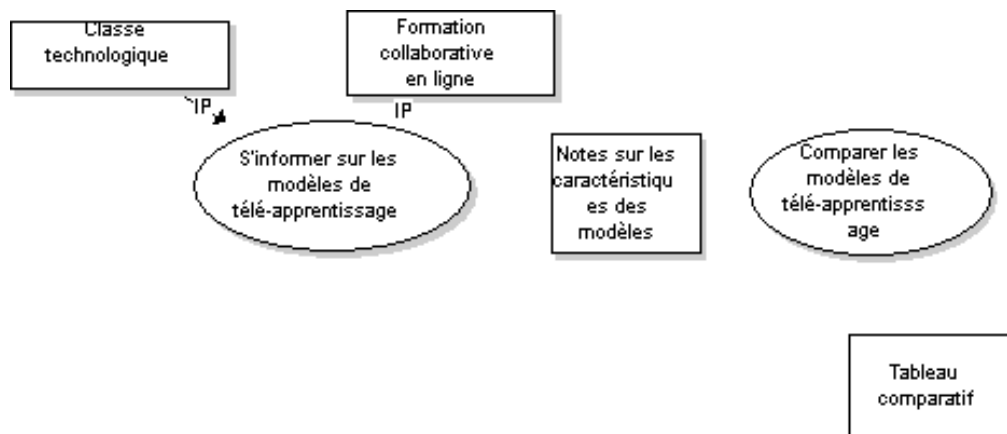 Classe
technologique
Formation
collaborative
en ligne
IP
IP
S'informer sur les
modèles de
télé-apprentissage
Notes sur les
caractéristiqu
es des
modèles
Comparer les
modèles de
télé-apprentisss
age
Tableau
comparatif